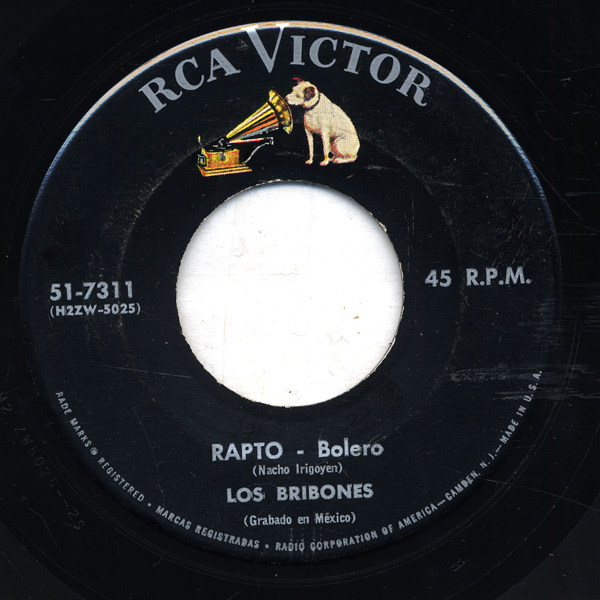 RCA VICTOR
51-7311
(H2ZW-5025)
45 R.P.M.
RAPTO - Bolero
(Nacho Irigoyen)
LOS BRIBONES
(Grabado en México)
RADE MARKS ® REGISTERED • MARCAS REGISTRADAS • RADIO CORPORATION OF AMERICA—CAMDEN, N.J.—MADE IN U.S.A.